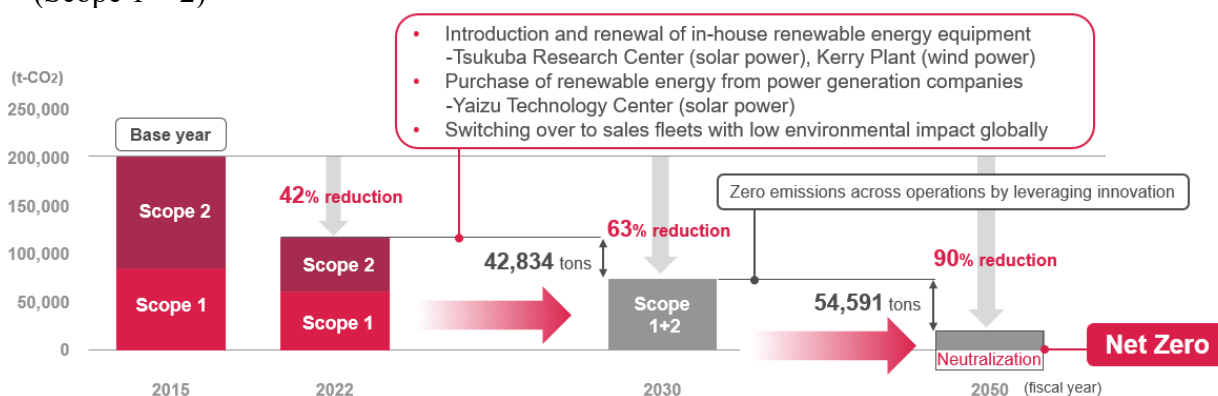 (Scope 1 + 2)
• Introduction and renewal of in-house renewable energy equipment
-Tsukuba Research Center (solar power), Kerry Plant (wind power)
• Purchase of renewable energy from power generation companies
-Yaizu Technology Center (solar power)
• Switching over to sales fleets with low environmental impact globally
(t-CO2)
250,000
200,000
150,000
100,000
50,000
0
Base year
Scope 2
Scope 1
42% reduction
Scope 2
Scope 1
42,834 tons
63% reduction
Scope
1+2
Zero emissions across operations by leveraging innovation
54,591 tons
90% reduction
Neutralization
Net Zero
2015
2022
2030
2050
(fiscal year)